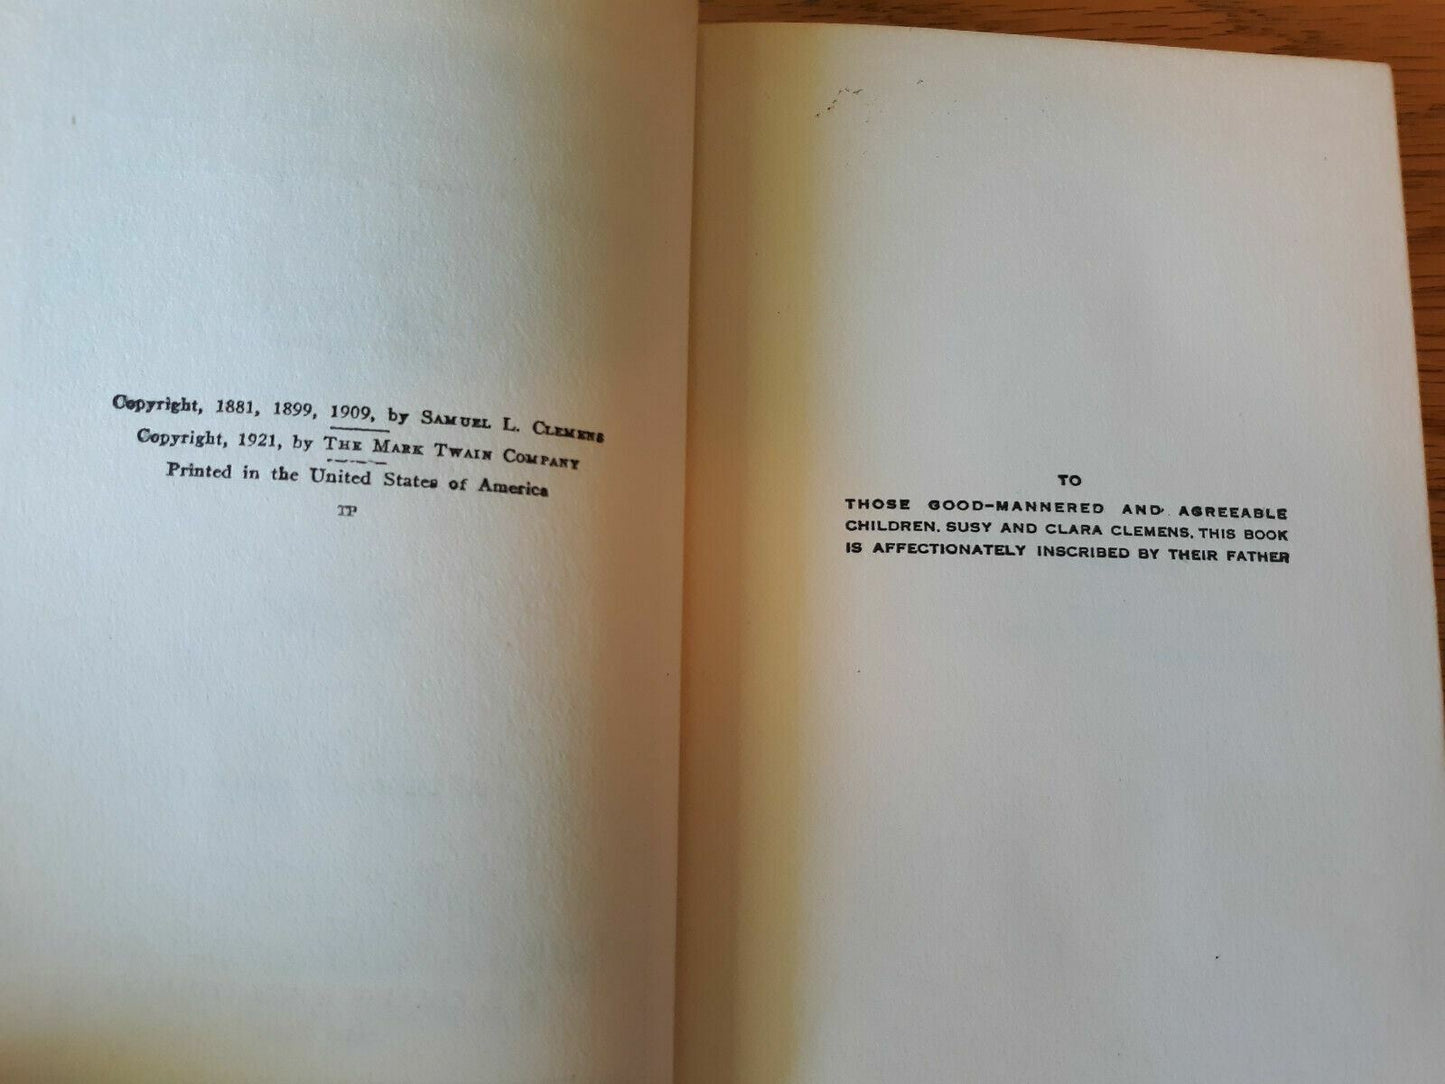 Copyright, 1881, 1899, 1909, by SAMUEL L. CLEMENS
Copyright, 1921, by THE MARK TWAIN COMPANY
Printed in the United States of America
TP
TO
THOSE GOOD-MANNERED AND AGREEABLE
CHILDREN, SUSY AND CLARA CLEMENS, THIS BOOK
IS AFFECTIONATELY INSCRIBED BY THEIR FATHER